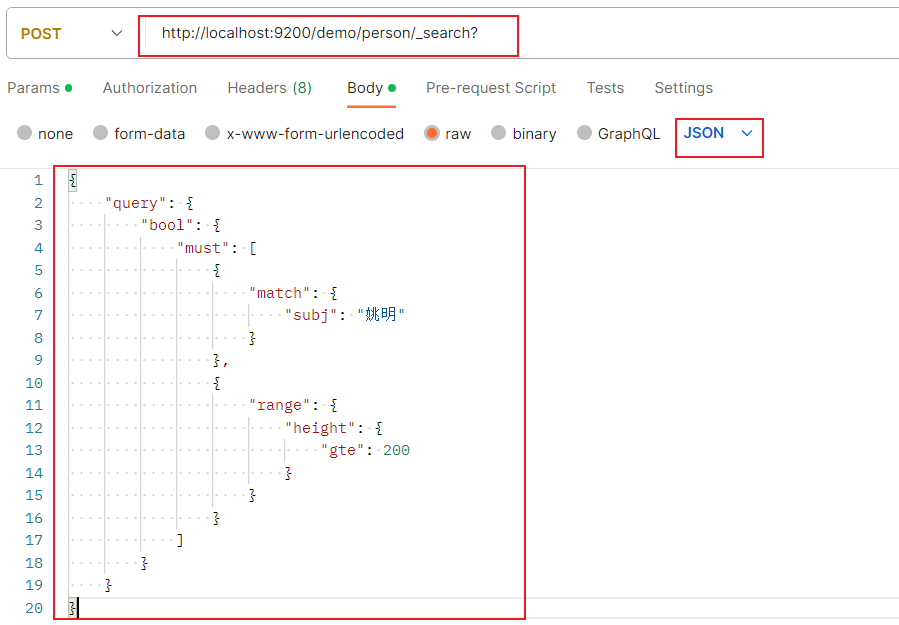 POST http://localhost:9200/demo/person/_search?
Params Authorization Headers (8) Body Pre-request Script Tests Settings
none form-data x-www-form-urlencoded raw binary GraphQL JSON
1 {
2 "query": {
3 "bool": {
4 "must": [
5 {
6 "match": {
7 "subj": "姚明"
8 }
9 },
10 {
11 "range": {
12 "height": {
13 "gte": 200
14 }
15 }
16 }
17 ]
18 }
19 }
20 }